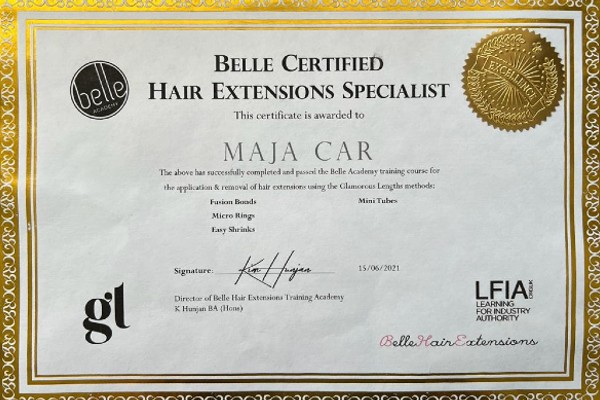 belle
ACADEMY
BELLE CERTIFIED
HAIR EXTENSIONS SPECIALIST
EXCELLENCE
This certificate is awarded to
MAJA CAR
The above has successfully completed and passed the Belle Academy training course for
the application & removal of hair extensions using the Glamorous Lengths methods:
Fusion Bonds
Mini Tubes
Micro Rings
Easy Shrinks
Signature:
Kim Hunjan
15/06/2021
Director of Belle Hair Extensions Training Academy
K Hunjan BA (Hons)
gl
LFIA
LEARNING
FOR INDUSTRY
AUTHORITY
BelleHairExtensions